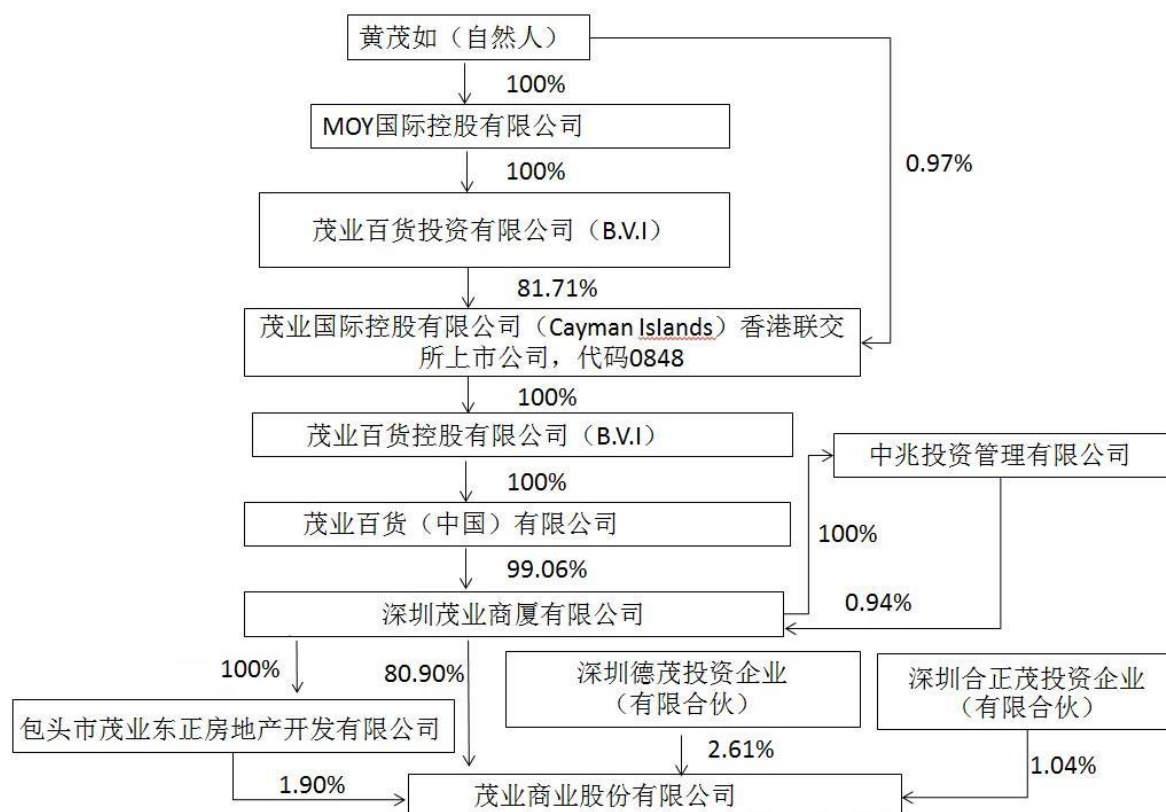 黄茂如（自然人）
100%
MOY国际控股有限公司
0.97%
100%
茂业百货投资有限公司（B.V.I）
81.71%
茂业国际控股有限公司（Cayman Islands）香港联交
所上市公司，代码0848
100%
茂业百货控股有限公司（B.V.I）
中兆投资管理有限公司
100%
茂业百货（中国）有限公司
100%
99.06%
深圳茂业商厦有限公司
0.94%
100%
80.90%
深圳德茂投资企业
（有限合伙）
深圳合正茂投资企业
（有限合伙）
包头市茂业东正房地产开发有限公司
2.61%
1.04%
1.90%
茂业商业股份有限公司